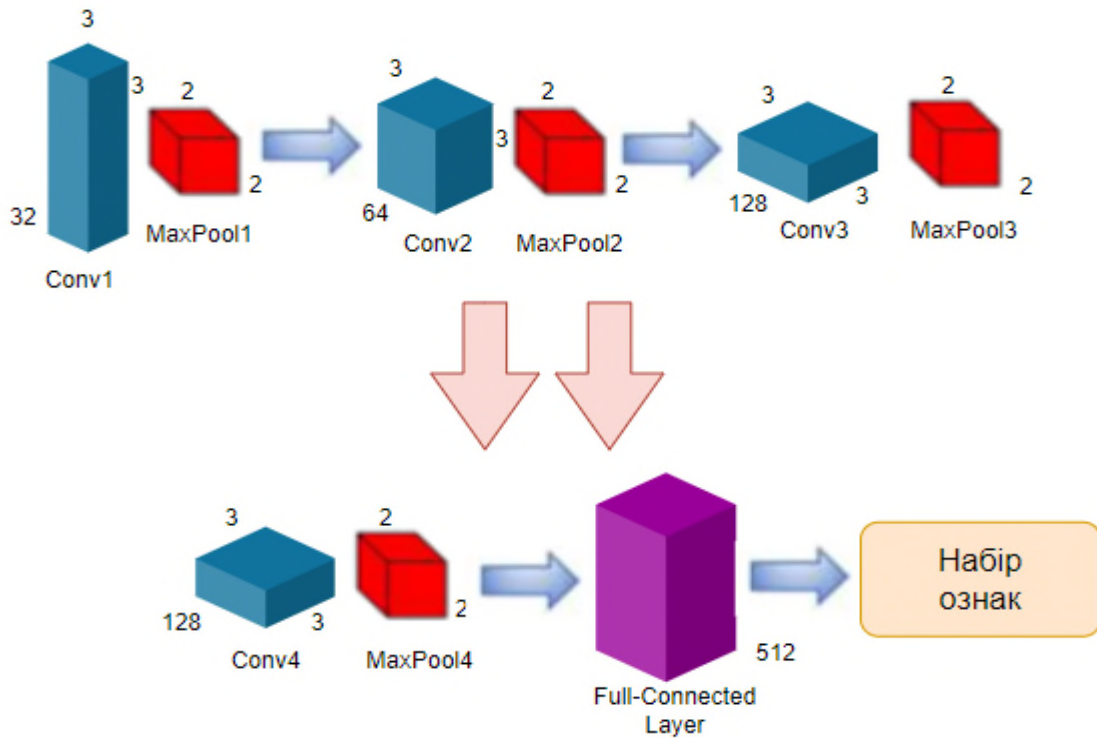 3
3
2
2
32
MaxPool1
Conv1
3
3
2
2
64
Conv2
MaxPool2
3
3
2
2
128
Conv3
MaxPool3
3
3
2
2
128
Conv4
MaxPool4
512
Full-Connected
Layer
Набір
ознак